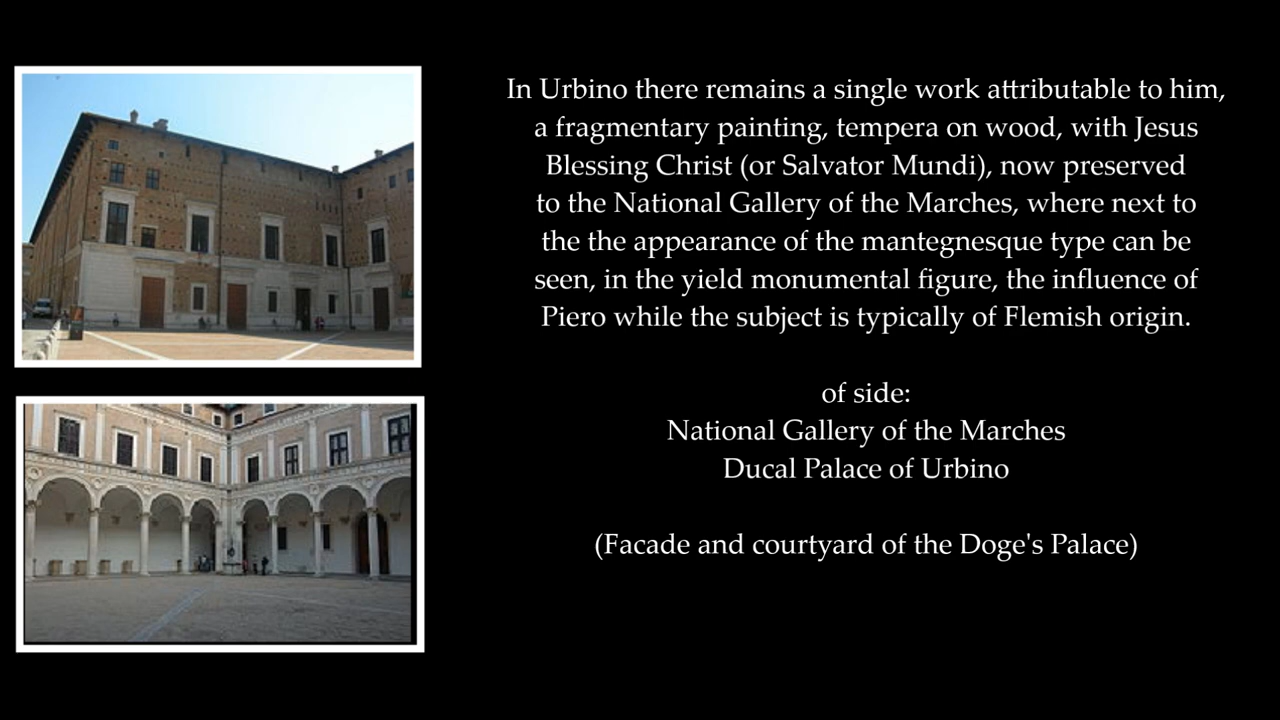 In Urbino there remains a single work attributable to him,
a fragmentary painting, tempera on wood, with Jesus
Blessing Christ (or Salvator Mundi), now preserved
to the National Gallery of the Marches, where next to
the the appearance of the mantegnesque type can be
seen, in the yield monumental figure, the influence of
Piero while the subject is typically of Flemish origin.
of side:
National Gallery of the Marches
Ducal Palace of Urbino
(Facade and courtyard of the Doge's Palace)